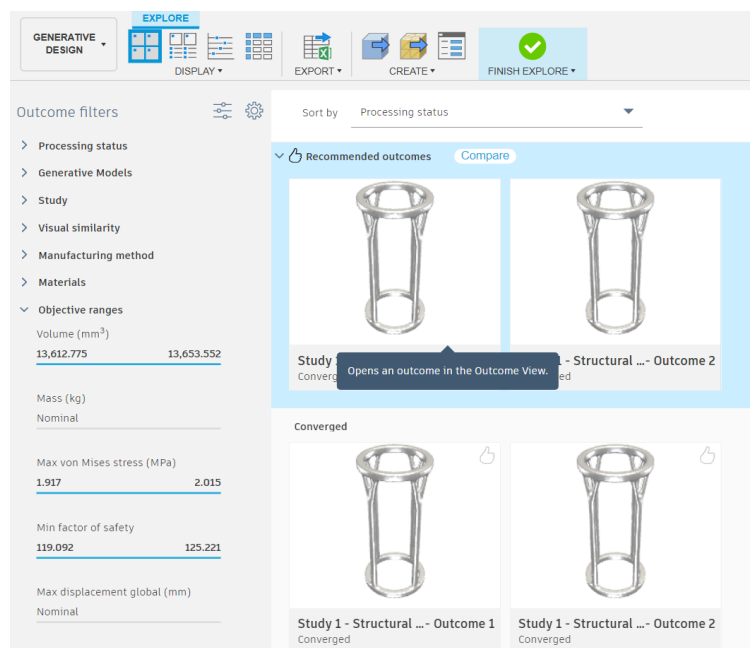 EXPLORE
GENERATIVE
DESIGN
DISPLAY
EXPORT
CREATE
FINISH EXPLORE
Outcome filters
Sort by
Processing status
Processing status
Generative Models
Study
Visual similarity
Manufacturing method
Materials
Objective ranges
Volume (mm³)
13,612.775 13,653.552
Mass (kg)
Nominal
Max von Mises stress (MPa)
1.917 2.015
Min factor of safety
119.092 125.221
Max displacement global (mm)
Nominal
Recommended outcomes Compare
Study
1 - Structural ...- Outcome 2
Converg
ed
Opens an outcome in the Outcome View.
Converged
Study 1 - Structural ...- Outcome 1
Converged
Study 1 - Structural ...- Outcome 2
Converged